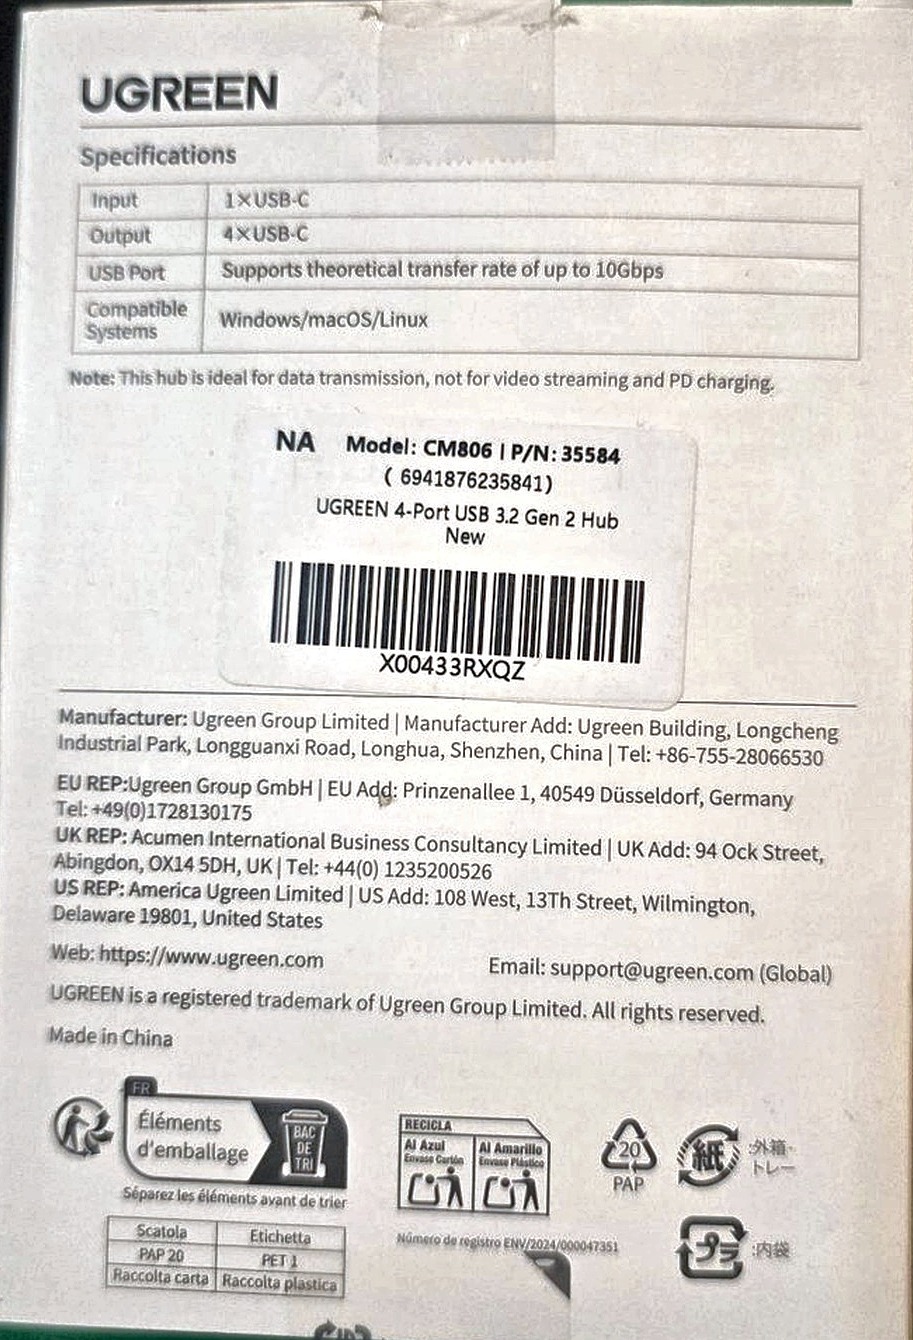 UGREEN
Specifications
Input 1×USB-C
Output 4×USB-C
USB Port Supports theoretical transfer rate of up to 10Gbps
Compatible Systems Windows/macOS/Linux
Note: This hub is ideal for data transmission, not for video streaming and PD charging.
NA Model: CM806 | P/N: 35584
( 6941876235841)
UGREEN 4-Port USB 3.2 Gen 2 Hub
New
X00433RXQZ
Manufacturer: Ugreen Group Limited | Manufacturer Add: Ugreen Building, Longcheng
Industrial Park, Longguanxi Road, Longhua, Shenzhen, China | Tel: +86-755-28066530
EU REP:Ugreen Group GmbH | EU Add: Prinzenallee 1, 40549 Düsseldorf, Germany
Tel: +49(0)1728130175
UK REP: Acumen International Business Consultancy Limited | UK Add: 94 Ock Street,
Abingdon, OX14 5DH, UK | Tel: +44(0) 1235200526
US REP: America Ugreen Limited | US Add: 108 West, 13Th Street, Wilmington,
Delaware 19801, United States
Web: https://www.ugreen.com Email: support@ugreen.com (Global)
UGREEN is a registered trademark of Ugreen Group Limited. All rights reserved.
Made in China
FR
Éléments
d'emballage
BAC
DE
TRI
Séparez les éléments avant de trier
Scatola Etichetta
PAP 20 PET 1
Raccolta carta Raccolta plastica
RECICLA
Al Azul Al Amarillo
Envase Cartón Envase Plástico
Número de registro ENV/2024/000047351
20
PAP
紙 :外箱・
トレー
プラ :内袋